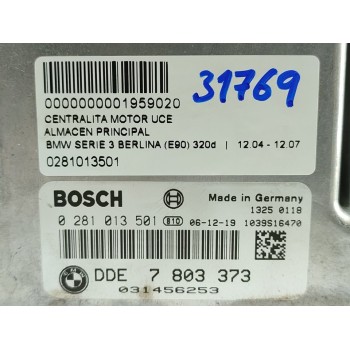 31769
0000000001959020
CENTRALITA MOTOR UCE
ALMACEN PRINCIPAL
BMW SERIE 3 BERLINA (E90) 320d | 12.04 - 12.07
0281013501
BOSCH Made in Germany
1325 0118
0 281 013 501 810 06-12-19 1039S16470
DDE 7 803 373
031456253